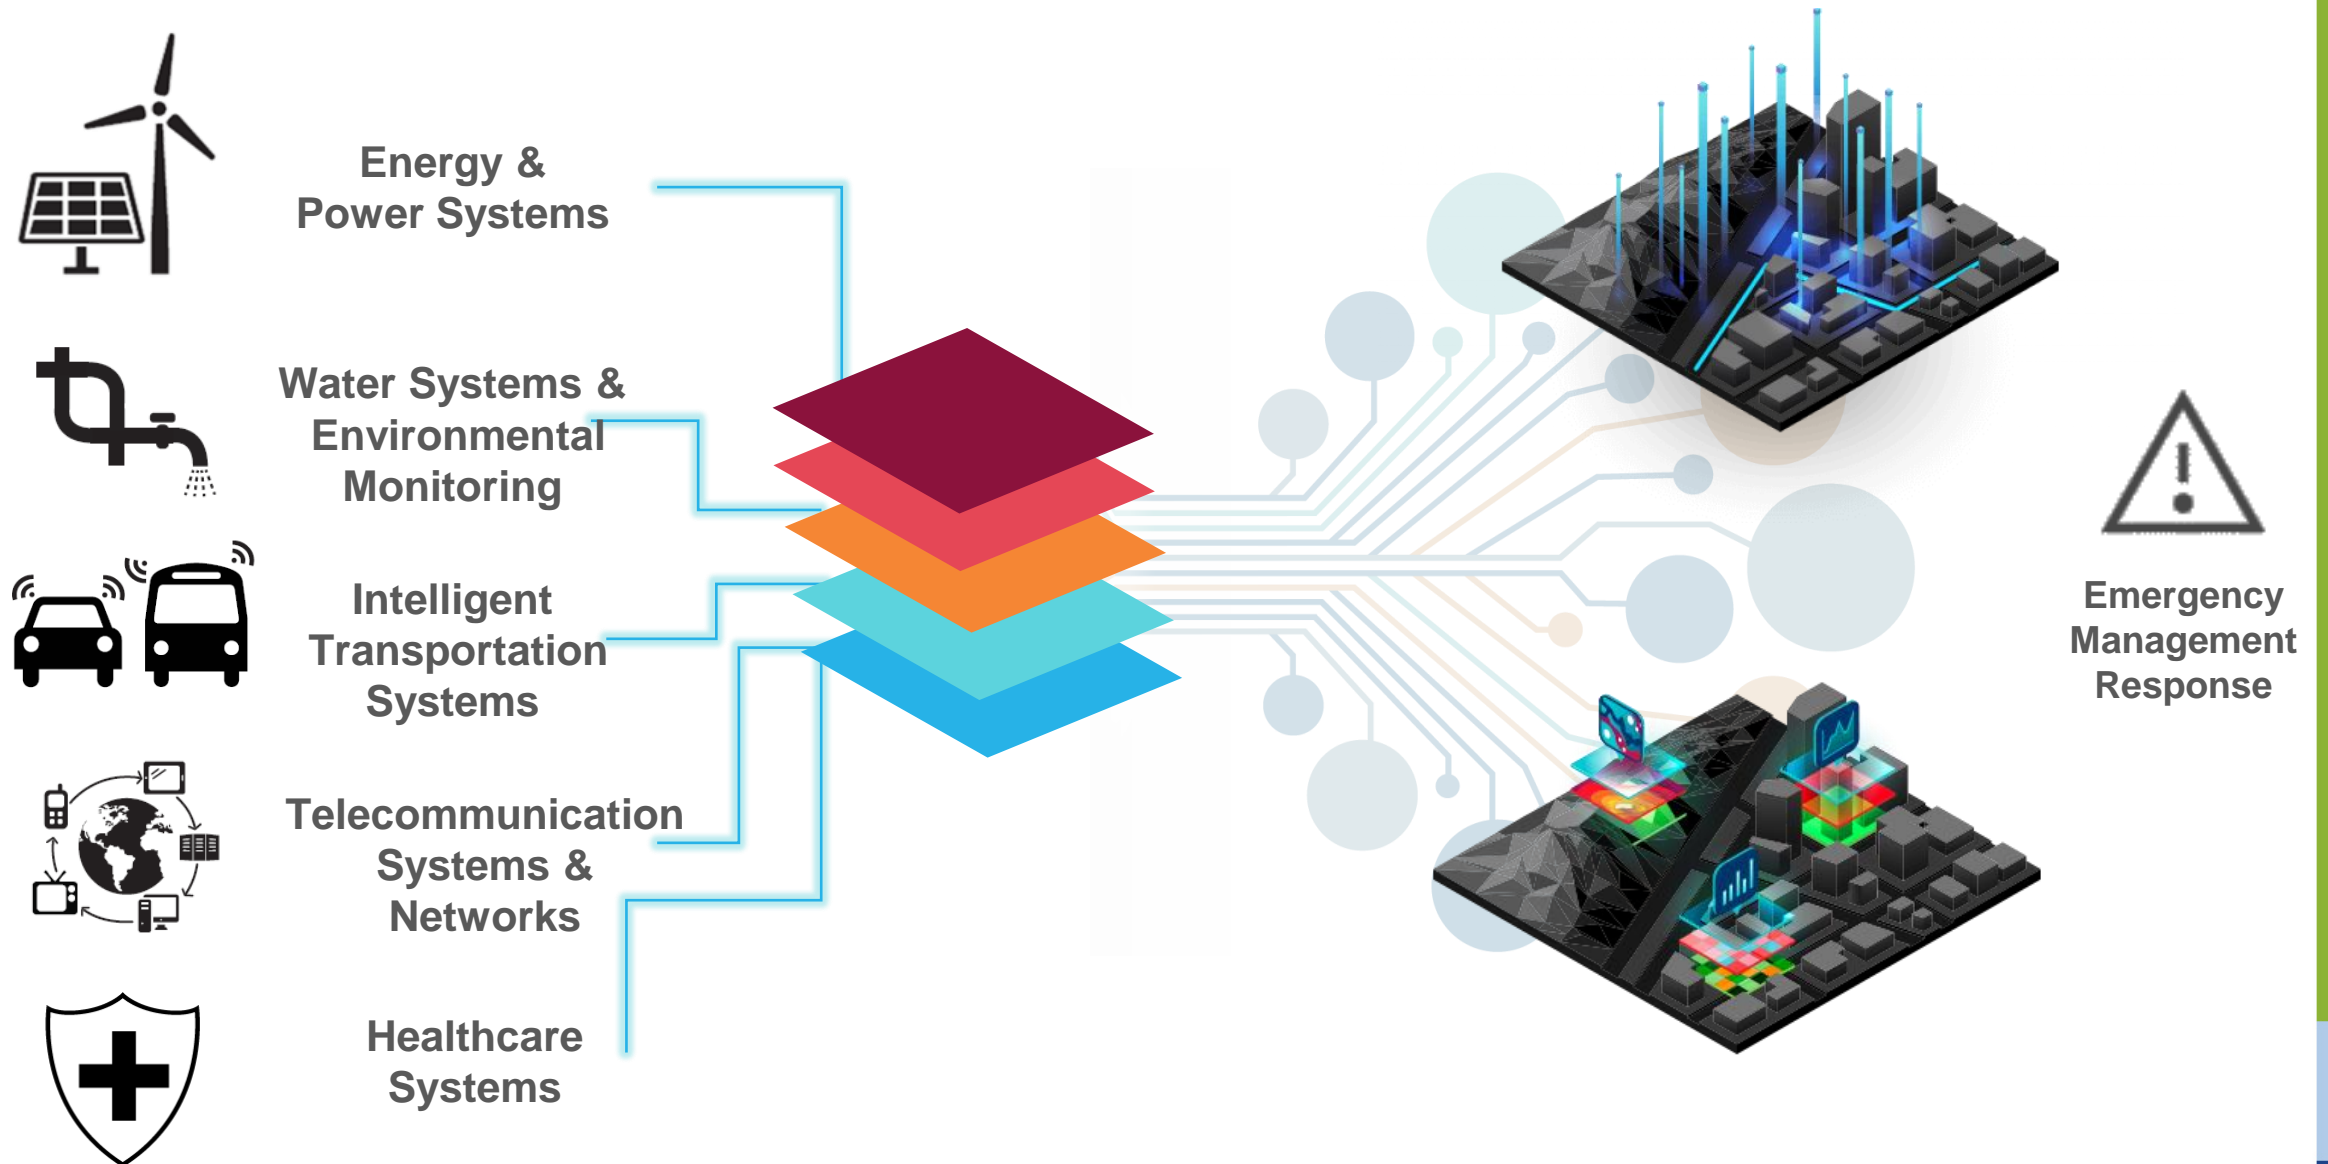 Energy &
Power Systems
Water Systems &
Environmental
Monitoring
Intelligent
Transportation
Systems
Telecommunication
Systems &
Networks
Healthcare
Systems
Emergency
Management
Response